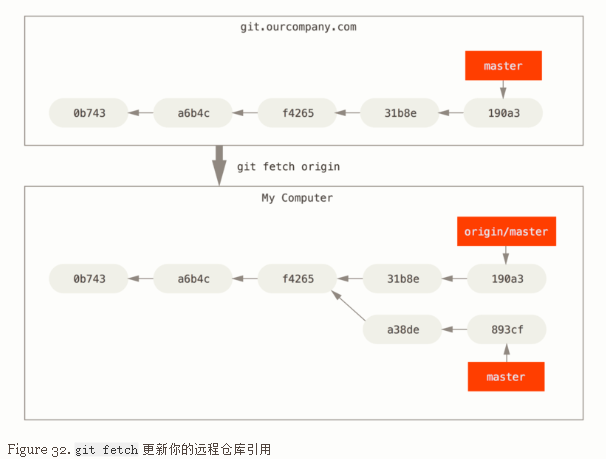 git.ourcompany.com
master
0b743 a6b4c f4265 31b8e 190a3
git fetch origin
My Computer
origin/master
0b743 a6b4c f4265 31b8e 190a3
a38de 893cf
master
Figure 32. git fetch 更新你的远程仓库引用